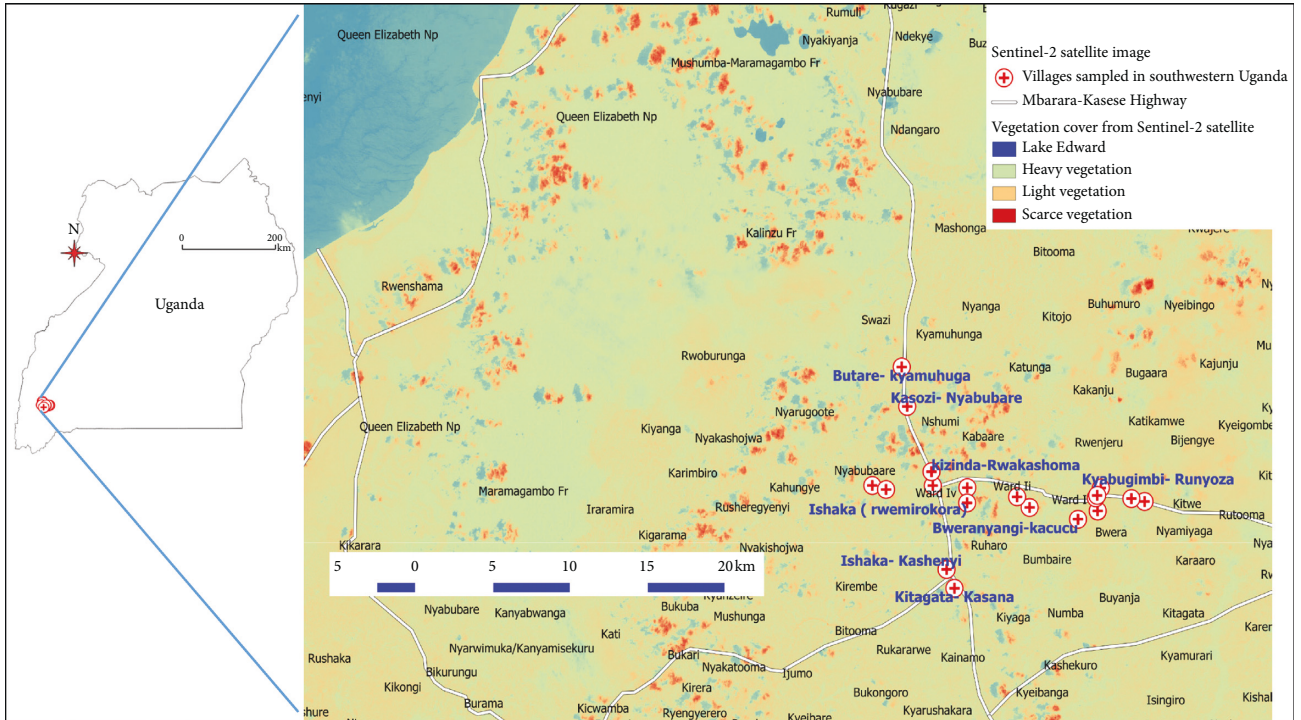 N
0
200
km
Uganda
Queen Elizabeth Np
Rumuli
Nyakiyanja
Ndekye
Mushumba-Maramagambo Fr
Nyabubare
Queen Elizabeth Np
Ndangaro
Sentinel-2 satellite image
Villages sampled in southwestern Uganda
Mbarara-Kasese Highway
Vegetation cover from Sentinel-2 satellite
Lake Edward
Heavy vegetation
Light vegetation
Scarce vegetation
Kalinzu Fr
Mashonga
Bitooma
Rwenshama
Nyanga
Buhumuro
Nyeibingo
Kitojo
Swazi
Kyamuhunga
Rwoburunga
Katunga
Kajunju
Bugaara
Butare- kyamuhuga
Kakanju
Kasozi- Nyabubare
Nyarugoote
Nshumi
Katikamwe
Kyeigombe
Queen Elizabeth Np
Kiyanga
Nyakashojwa
Kabaare
Rwenjeru
Bijengye
kizinda-Rwakashoma
Karimbiro
Nyabubaare
Kyabugimbi- Runyoza
Maramagambo Fr
Kahungye
Ward Iv
Ward Ii
Ward I
Kitwe
Iraramira
Rusheregyenyi
Ishaka ( rwemirokora)
Rutooma
Bweranyangi-kacucu
Kigarama
Bwera
Nyamiyaga
Kikarara
Nyakishojwa
Ruharo
Bumbaire
Karaaro
Ishaka- Kashenyi
5 0 5 10 15 20 km
Kirembe
Kitagata- Kasana
Buyanja
Nyabubare
Kanyabwanga
Bukuba
Mushunga
Kiyaga
Numba
Kitagata
Kati
Bitooma
Nyarwimuka/Kanyamisekuru
Rukararwe
Rushaka
Bukari
Nyakatooma
Kainamo
Kashekuro
Kyamurari
Bikurungu
Ijumo
Kikongi
Kirera
Bukongoro
Kyeibanga
Isingiro
Burama
Kicwamba
Ryengyerero
Kyeibare
Kyarushakara